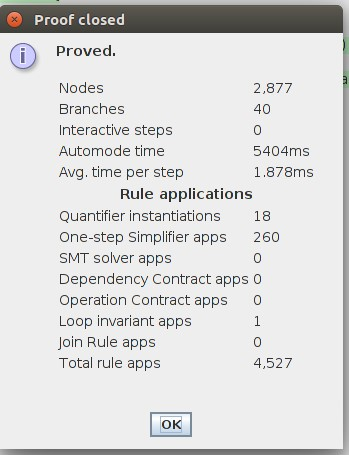 Proof closed
Proved.
Nodes 2,877
Branches 40
Interactive steps 0
Automode time 5404ms
Avg. time per step 1.878ms
Rule applications
Quantifier instantiations 18
One-step Simplifier apps 260
SMT solver apps 0
Dependency Contract apps 0
Operation Contract apps 0
Loop invariant apps 1
Join Rule apps 0
Total rule apps 4,527
OK